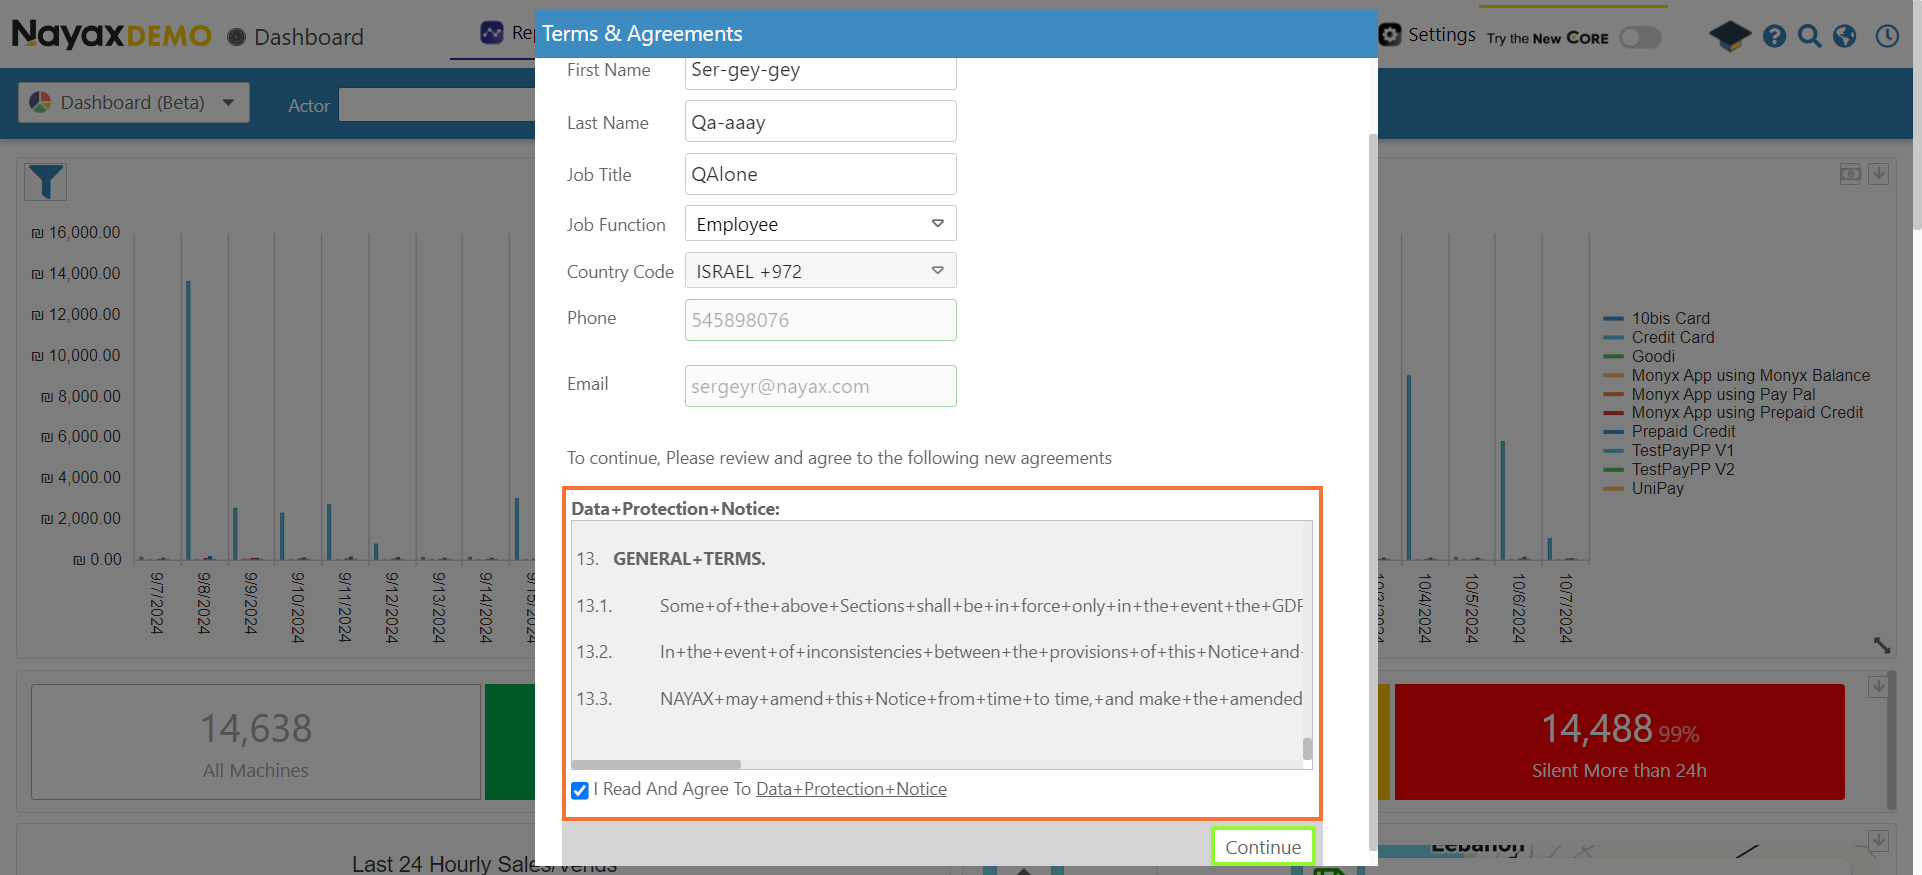 NayaxDEMO
Dashboard
Rep
Settings
Try the New CORE
Terms & Agreements
Dashboard (Beta)
Actor
First Name
Ser-gey-gey
Last Name
Qa-aaay
Job Title
QAlone
Job Function
Employee
Country Code
ISRAEL +972
Phone
545898076
Email
sergeyr@nayax.com
To continue, Please review and agree to the following new agreements
Data+Protection+Notice:
13. GENERAL+TERMS.
13.1. Some+of+the+above+Sections+shall+be+in+force+only+in+the+event+the+GDP
13.2. In+the+event+of+inconsistencies+between+the+provisions+of+this+Notice+and
13.3. NAYAX+may+amend+this+Notice+from+time+to time,+and make+the+amended
I Read And Agree To Data+Protection+Notice
Continue
₪ 16,000.00
₪ 14,000.00
₪ 12,000.00
₪ 10,000.00
₪ 8,000.00
₪ 6,000.00
₪ 4,000.00
₪ 2,000.00
₪ 0.00
9/7/2024
9/8/2024
9/9/2024
9/10/2024
9/11/2024
9/12/2024
9/13/2024
9/14/2024
9/15/2024
10/3/2024
10/4/2024
10/5/2024
10/6/2024
10/7/2024
10bis Card
Credit Card
Goodi
Monyx App using Monyx Balance
Monyx App using Pay Pal
Monyx App using Prepaid Credit
Prepaid Credit
TestPayPP V1
TestPayPP V2
UniPay
14,638
All Machines
14,488 99%
Silent More than 24h
Last 24 Hourly Sales/Vends
Lebanon